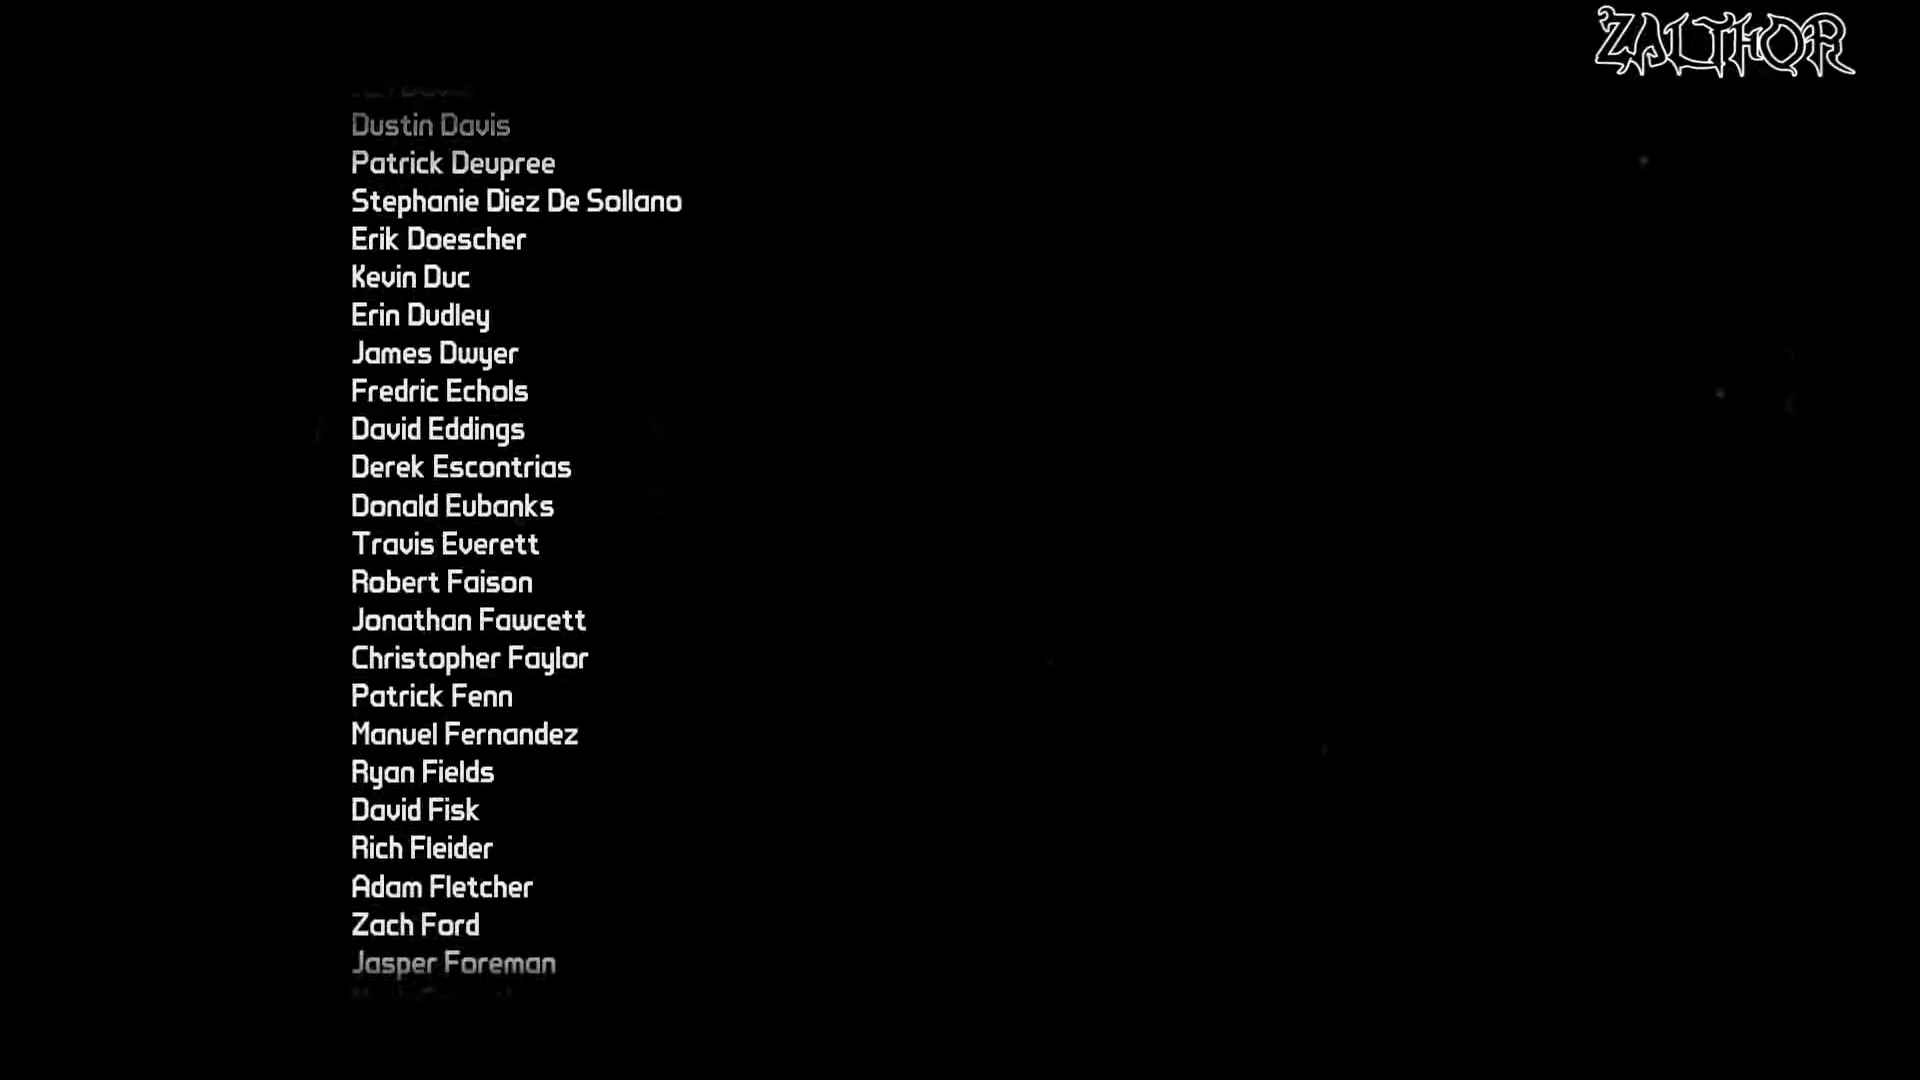 ZALTHOR
Dustin Davis
Patrick Deupree
Stephanie Diez De Sollano
Erik Doescher
Kevin Duc
Erin Dudley
James Dwyer
Fredric Echols
David Eddings
Derek Escontrias
Donald Eubanks
Travis Everett
Robert Faison
Jonathan Fawcett
Christopher Faylor
Patrick Fenn
Manuel Fernandez
Ryan Fields
David Fisk
Rich Fleider
Adam Fletcher
Zach Ford
Jasper Foreman